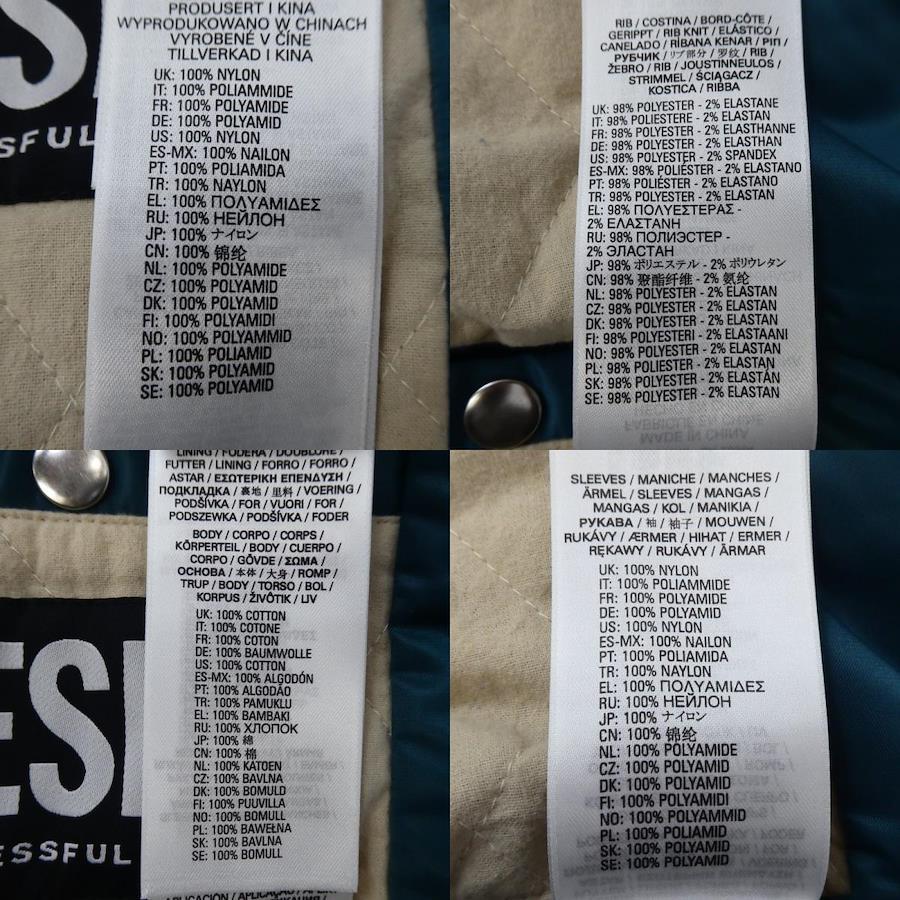 PRODUSERT I KINA
WYPRODUKOWANO W CHINACH
VYROBENÉ V ČÍNE
TILLVERKAD I KINA
UK: 100% NYLON
IT: 100% POLIAMMIDE
FR: 100% POLYAMIDE
DE: 100% POLYAMID
US: 100% NYLON
ES-MX: 100% NAILON
PT: 100% POLIAMIDA
TR: 100% NAYLON
EL: 100% ΠΟΛΥΑΜΙΔΕΣ
RU: 100% НЕЙЛОН
JP: 100% ナイロン
CN: 100% 锦纶
NL: 100% POLYAMIDE
CZ: 100% POLYAMID
DK: 100% POLYAMID
FI: 100% POLYAMIDI
NO: 100% POLYAMMID
PL: 100% POLIAMID
SK: 100% POLYAMID
SE: 100% POLYAMID
SSFUL
RIB / COSTINA / BORD-CÔTE /
GERIPPT / RIB KNIT / ELÁSTICO /
CANELADO / RİBANA KENAR / ΡΙΠ /
РУБЧИК / リブ部分 / 罗纹 / RIB /
ŽEBRO / RIB / JOUSTINNEULOS /
STRIMMEL / ŚCIĄGACZ /
KOSTICA / RIBBA
UK: 98% POLYESTER - 2% ELASTANE
IT: 98% POLIESTERE - 2% ELASTAN
FR: 98% POLYESTER - 2% ELASTHANNE
DE: 98% POLYESTER - 2% ELASTHAN
US: 98% POLYESTER - 2% SPANDEX
ES-MX: 98% POLIÉSTER - 2% ELASTANO
PT: 98% POLIÉSTER - 2% ELASTANO
TR: 98% POLYESTER - 2% ELASTAN
EL: 98% ΠΟΛΥΕΣΤΕΡΑΣ -
2% ΕΛΑΣΤΑΝΗ
RU: 98% ПОЛИЭСТЕР -
2% ЭЛАСТАН
JP: 98% ポリエステル - 2% ポリウレタン
CN: 98% 聚酯纤维 - 2% 氨纶
NL: 98% POLYESTER - 2% ELASTAN
CZ: 98% POLYESTER - 2% ELASTAN
DK: 98% POLYESTER - 2% ELASTAN
FI: 98% POLYESTERI - 2% ELASTAANI
NO: 98% POLYESTER - 2% ELASTAN
PL: 98% POLYESTER - 2% ELASTAN
SK: 98% POLYESTER - 2% ELASTÁN
SE: 98% POLYESTER - 2% ELASTAN
LINING / FODERA / DOUBLURE /
FUTTER / LINING / FORRO / FORRO /
ASTAR / ΕΣΩΤΕΡΙΚΗ ΕΠΕΝΔΥΣΗ /
ПОДКЛАДКА / 裏地 / 里料 / VOERING /
PODŠÍVKA / FOR / VUORI / FOR /
PODSZEWKA / PODŠÍVKA / FODER
BODY / CORPO / CORPS /
KÖRPERTEIL / BODY / CUERPO /
CORPO / GÖVDE / ΣΩΜΑ /
ОСНОВА / 本体 / 大身 / ROMP /
TRUP / BODY / TORSO / BOL /
KORPUS / ŽIVÔTIK / LIV
UK: 100% COTTON
IT: 100% COTONE
FR: 100% COTON
DE: 100% BAUMWOLLE
US: 100% COTTON
ES-MX: 100% ALGODÓN
PT: 100% ALGODÃO
TR: 100% PAMUKLU
EL: 100% ΒΑΜΒΑΚΙ
RU: 100% ХЛОПОК
JP: 100% 綿
CN: 100% 棉
NL: 100% KATOEN
CZ: 100% BAVLNA
DK: 100% BOMULD
FI: 100% PUUVILLA
NO: 100% BOMULL
PL: 100% BAWEŁNA
SK: 100% BAVLNA
SE: 100% BOMULL
ESSFUL
SLEEVES / MANICHE / MANCHES /
ÄRMEL / SLEEVES / MANGAS /
MANGAS / KOL / ΜΑΝΙΚΙΑ /
РУКАВА / 袖 / 袖子 / MOUWEN /
RUKÁVY / ÆRMER / HIHAT / ERMER /
RĘKAWY / RUKÁVY / ÄRMAR
UK: 100% NYLON
IT: 100% POLIAMMIDE
FR: 100% POLYAMIDE
DE: 100% POLYAMID
US: 100% NYLON
ES-MX: 100% NAILON
PT: 100% POLIAMIDA
TR: 100% NAYLON
EL: 100% ΠΟΛΥΑΜΙΔΕΣ
RU: 100% НЕЙЛОН
JP: 100% ナイロン
CN: 100% 锦纶
NL: 100% POLYAMIDE
CZ: 100% POLYAMID
DK: 100% POLYAMID
FI: 100% POLYAMIDI
NO: 100% POLYAMMID
PL: 100% POLIAMID
SK: 100% POLYAMID
SE: 100% POLYAMID